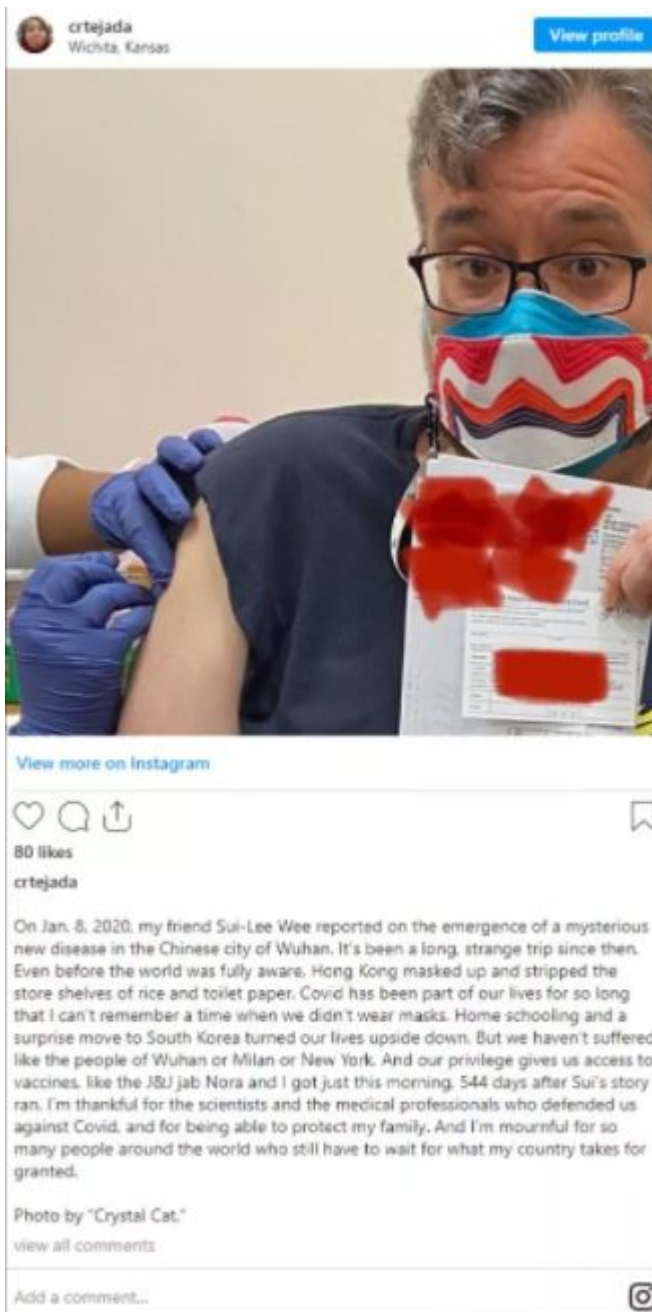 crtejada
Wichita, Kansas
View profile
View more on Instagram
80 likes
crtejada
On Jan. 8, 2020, my friend Sui-Lee Wee reported on the emergence of a mysterious
new disease in the Chinese city of Wuhan. It's been a long, strange trip since then.
Even before the world was fully aware, Hong Kong masked up and stripped the
store shelves of rice and toilet paper. Covid has been part of our lives for so long
that I can't remember a time when we didn't wear masks. Home schooling and a
surprise move to South Korea turned our lives upside down. But we haven't suffered
like the people of Wuhan or Milan or New York. And our privilege gives us access to
vaccines, like the J&J jab Nora and I got just this morning, 544 days after Sui's story
ran. I'm thankful for the scientists and the medical professionals who defended us
against Covid, and for being able to protect my family. And I'm mournful for so
many people around the world who still have to wait for what my country takes for
granted.
Photo by "Crystal Cat."
view all comments
Add a comment...